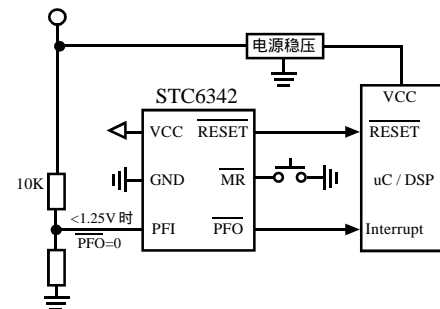 电源稳压
STC6342
VCC
VCC
RESET
RESET
10K
GND
MR
uC / DSP
<1.25V 时
PFI
PFO
Interrupt
PFO=0